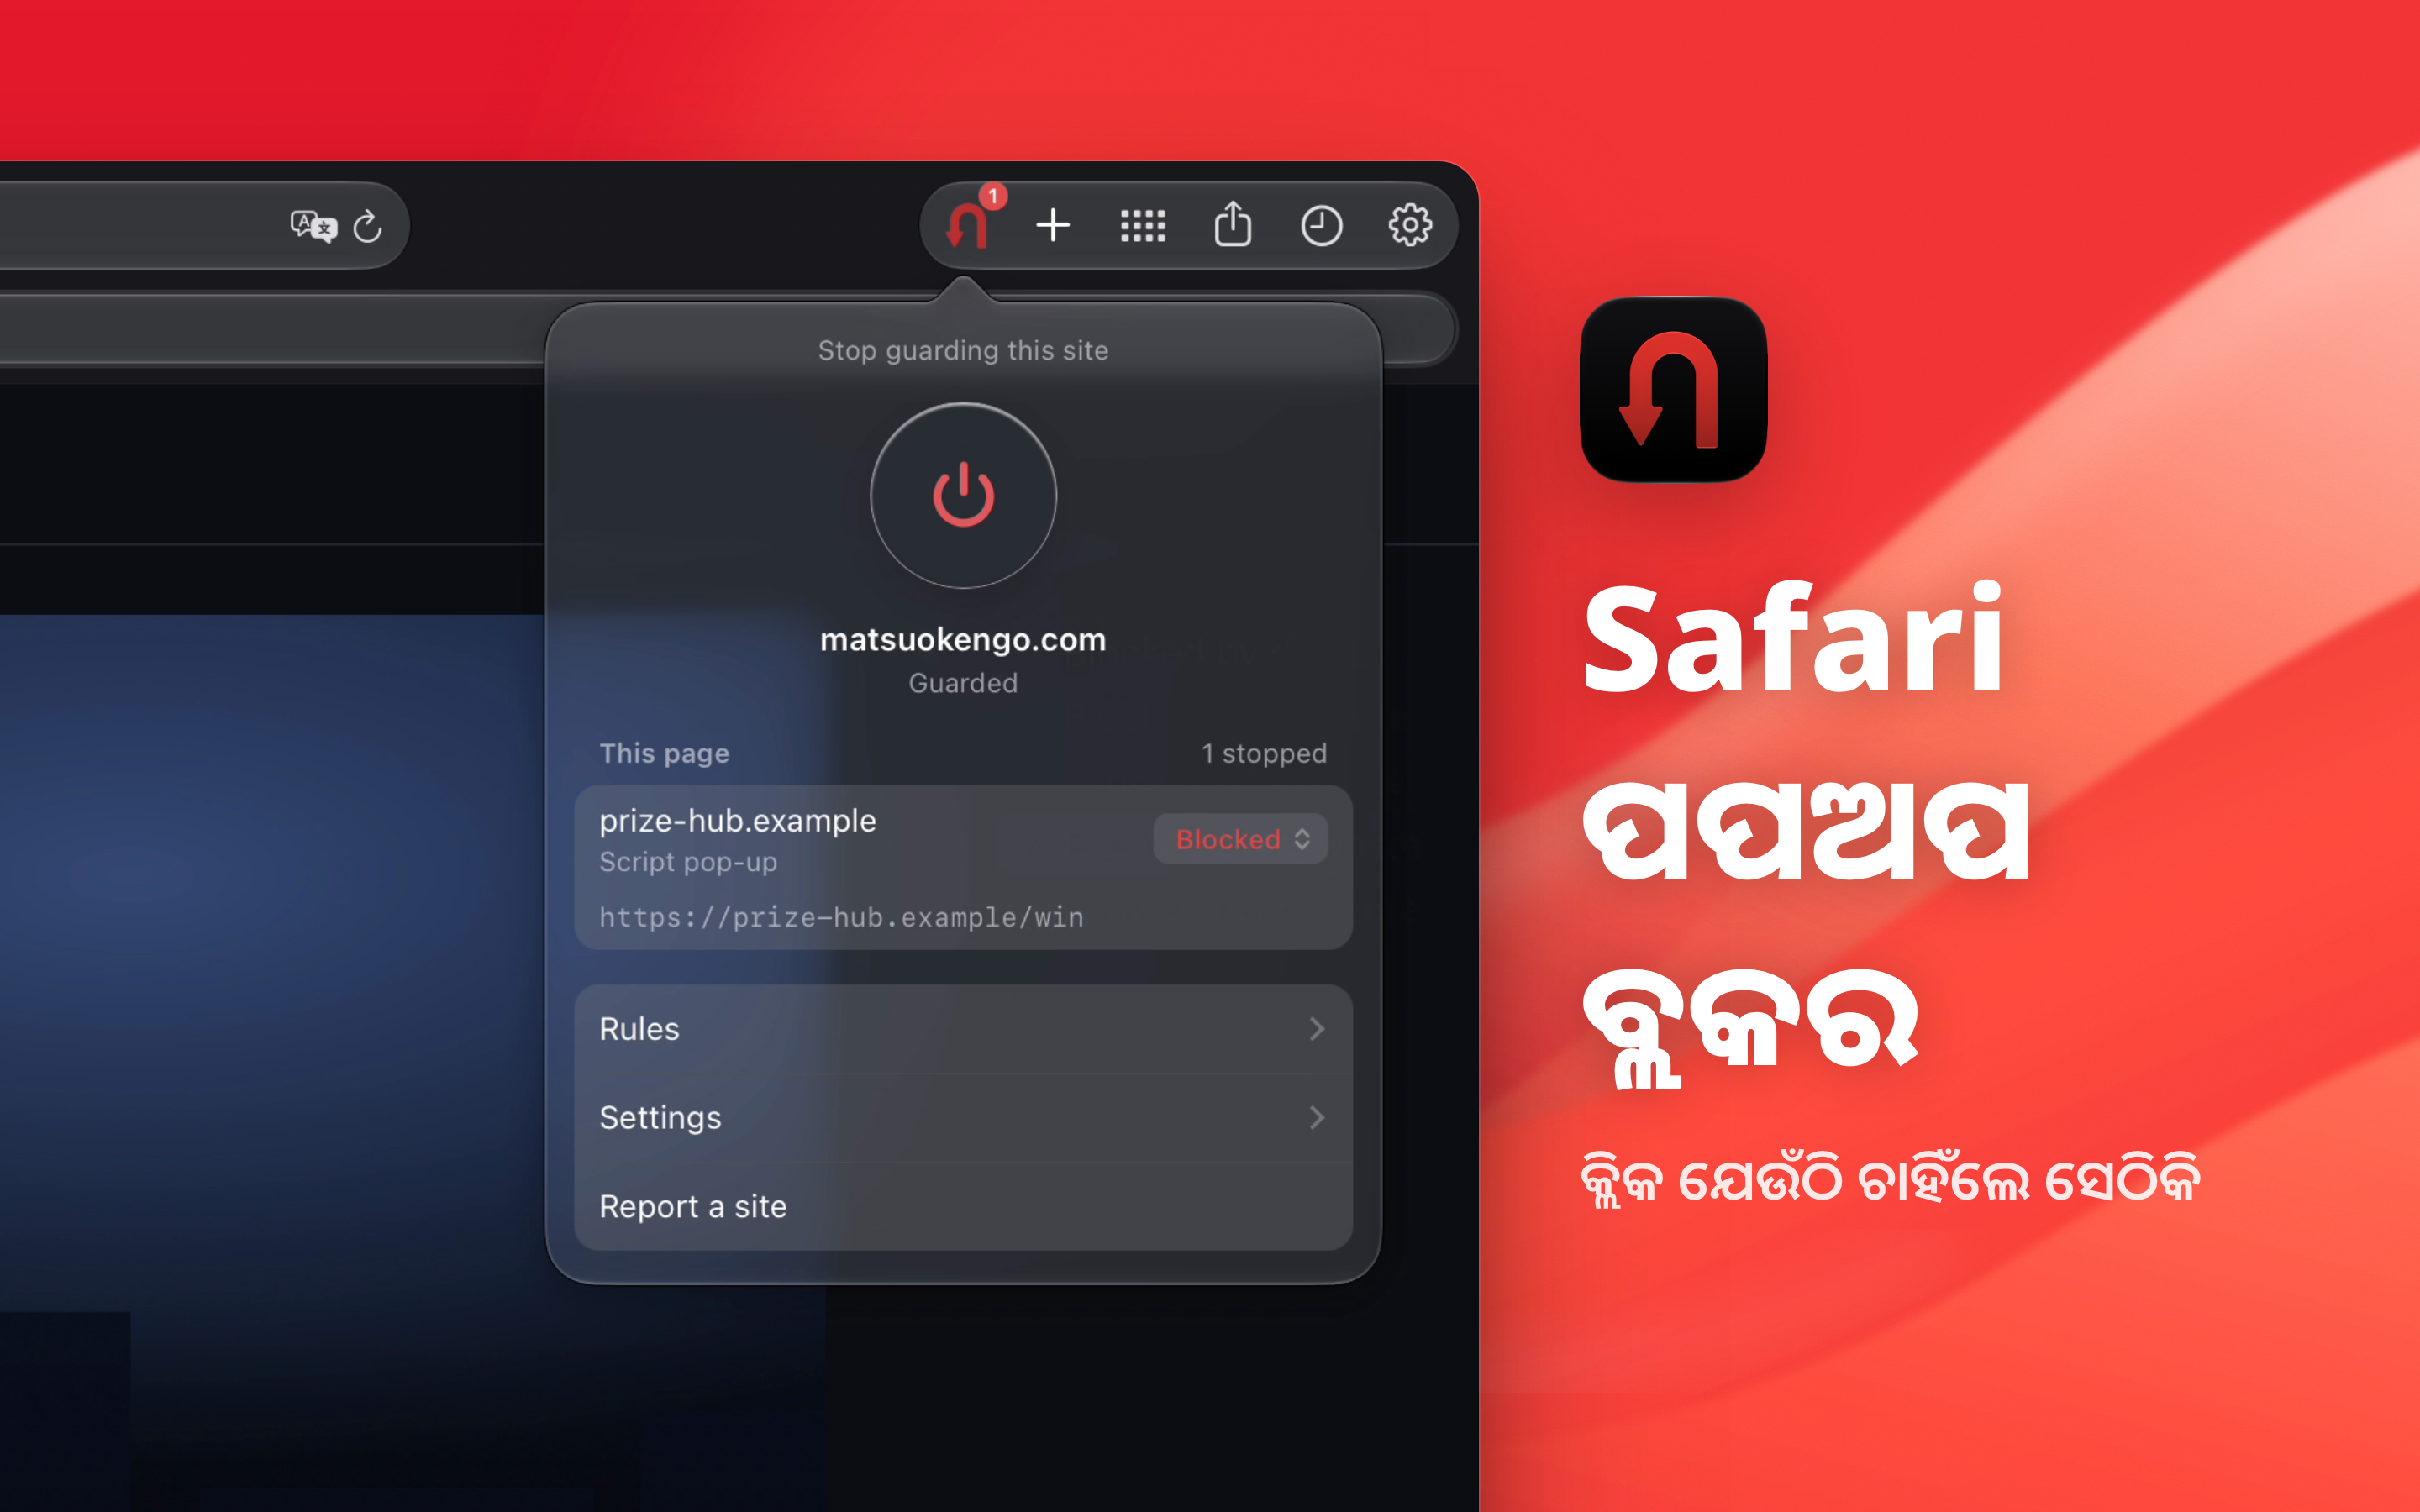 1
Stop guarding this site
matsuokengo.com
Guarded
This page
1 stopped
prize-hub.example
Blocked
Script pop-up
https://prize-hub.example/win
Rules
Settings
Report a site
Safari
ପପଅପ
ବ୍ଲକର
କ୍ଲିକ ଯେଉଁଠି ଚାହିଁଲେ ସେଠିକି